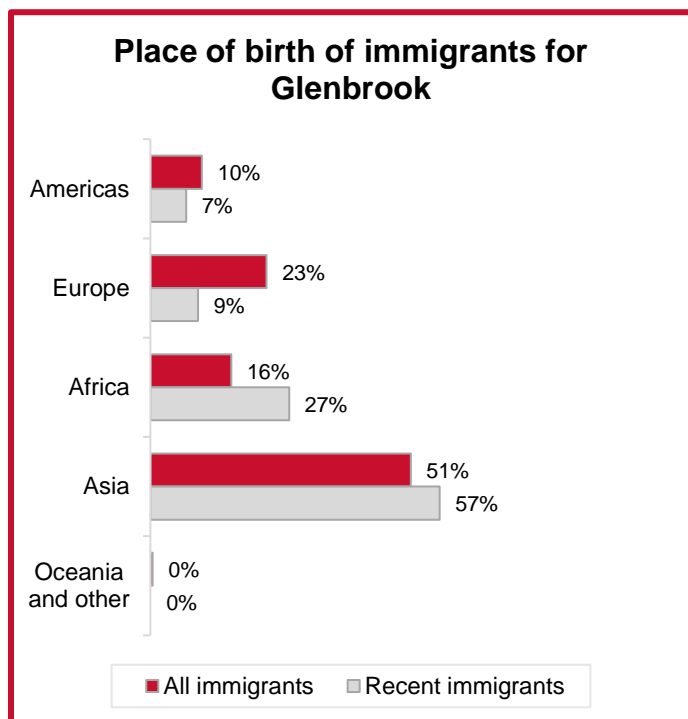 Place of birth of immigrants for
Glenbrook
Americas
10%
7%
Europe
23%
9%
Africa
16%
27%
Asia
51%
57%
Oceania
and other
0%
0%
All immigrants
Recent immigrants